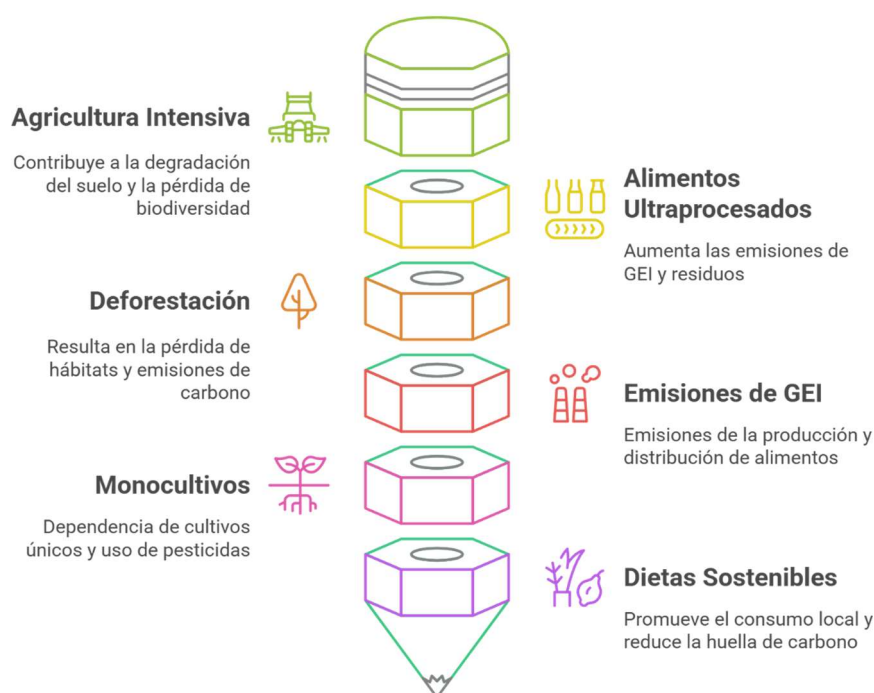 Agricultura Intensiva
Contribuye a la degradación
del suelo y la pérdida de
biodiversidad
Alimentos
Ultraprocesados
Aumenta las emisiones de
GEI y residuos
Deforestación
Resulta en la pérdida de
hábitats y emisiones de
carbono
Emisiones de GEI
Emisiones de la producción y
distribución de alimentos
Monocultivos
Dependencia de cultivos
únicos y uso de pesticidas
Dietas Sostenibles
Promueve el consumo local y
reduce la huella de carbono